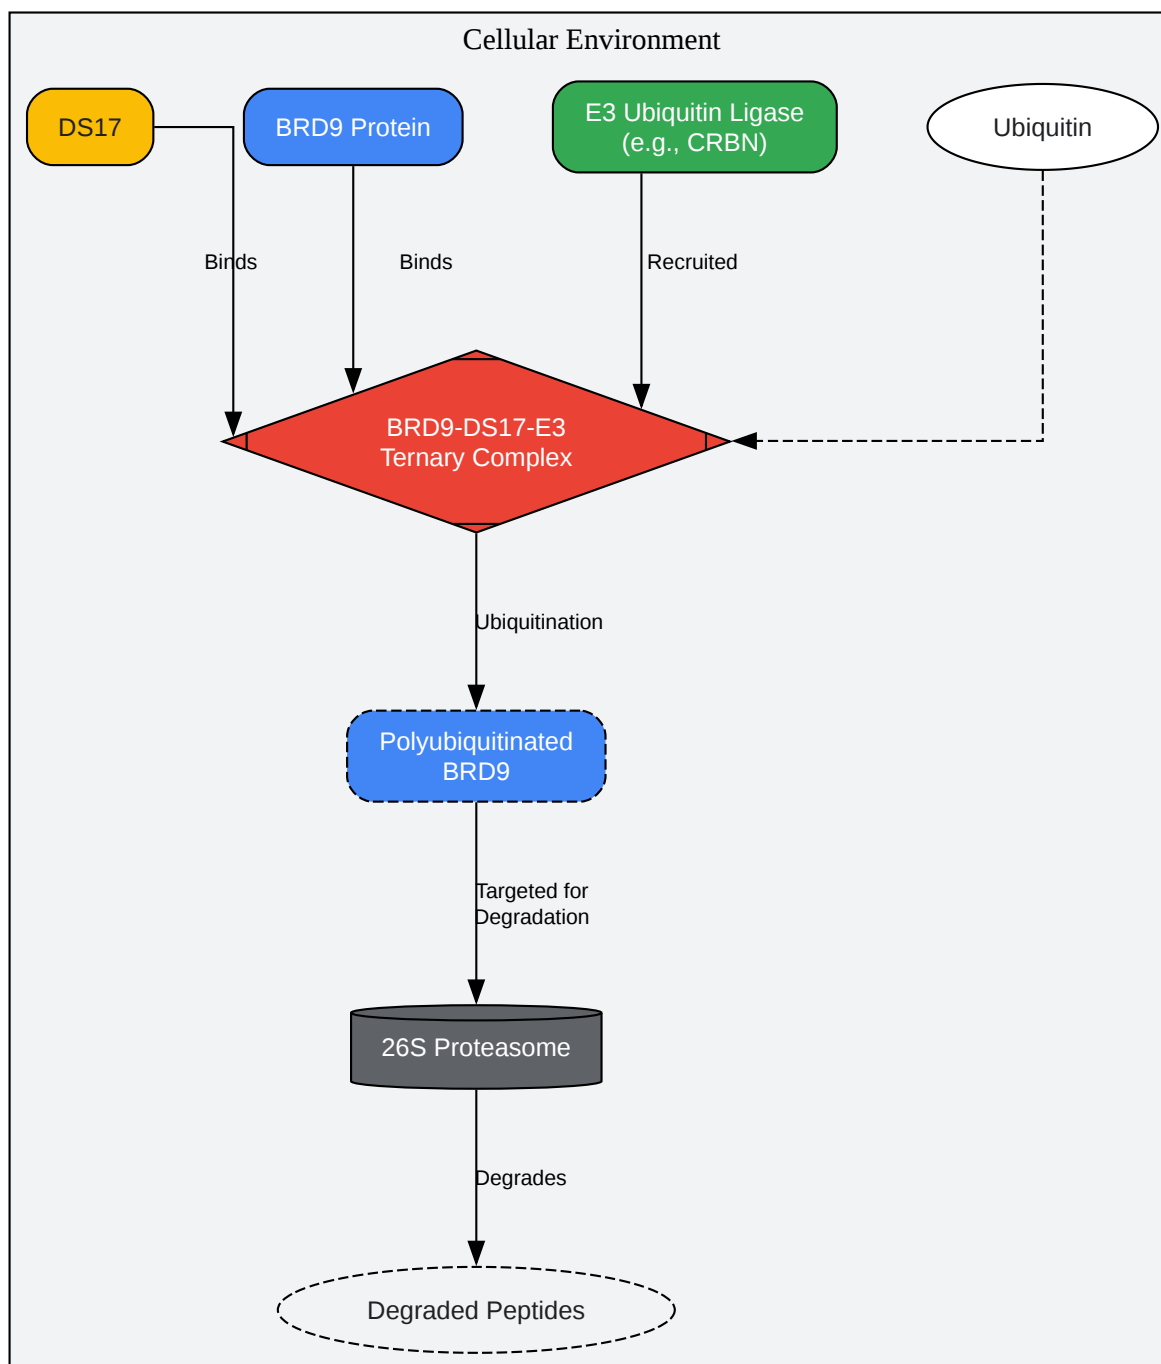 Cellular Environment
DS17
BRD9 Protein
E3 Ubiquitin Ligase
(e.g., CRBN)
Ubiquitin
Binds
Binds
Recruited
BRD9-DS17-E3
Ternary Complex
Ubiquitination
Polyubiquitinated
BRD9
Targeted for
Degradation
26S Proteasome
Degrades
Degraded Peptides